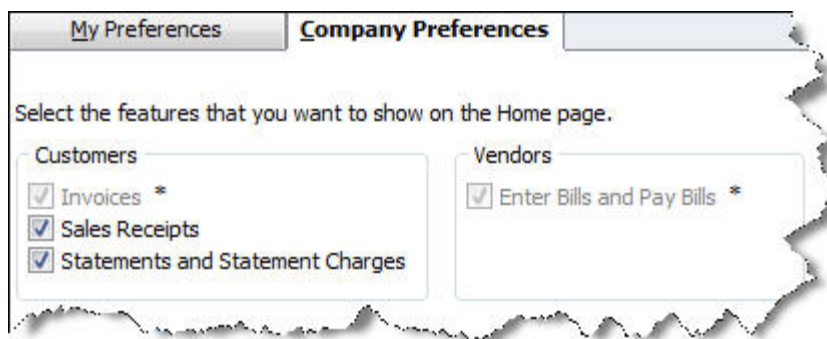 My Preferences
Company Preferences
Select the features that you want to show on the Home page.
Customers
Invoices *
Sales Receipts
Statements and Statement Charges
Vendors
Enter Bills and Pay Bills *